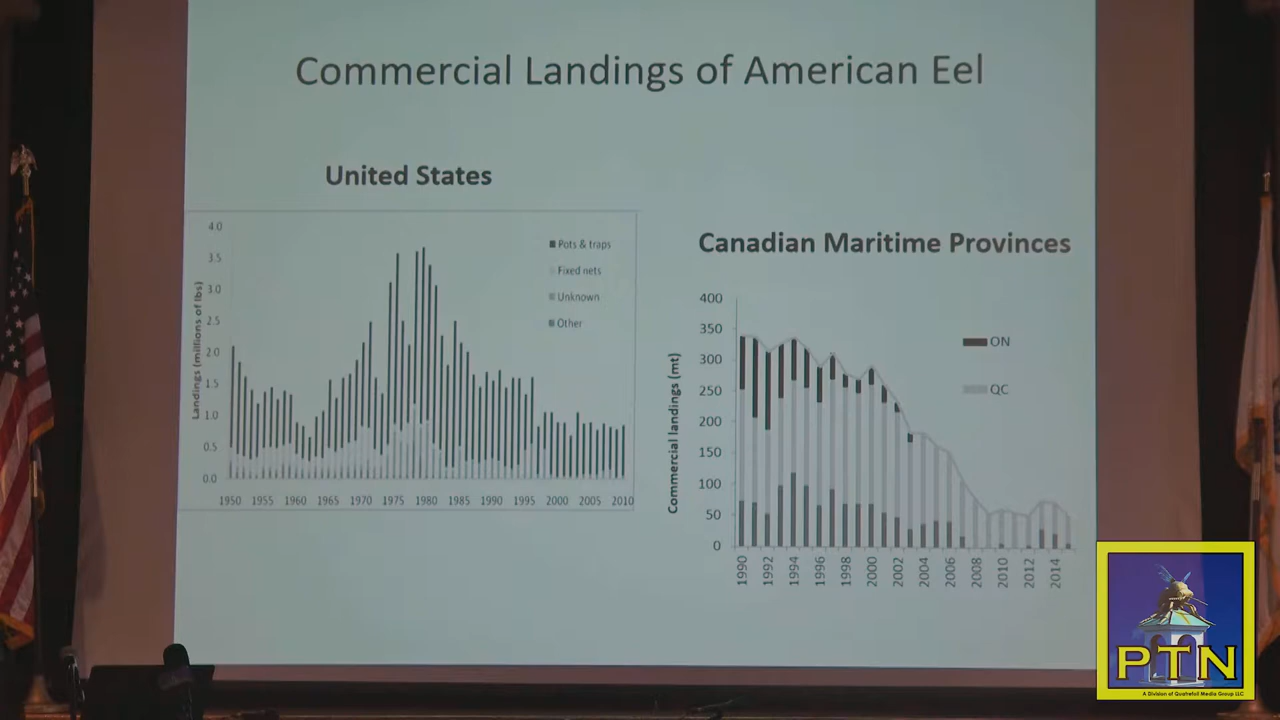 Commercial Landings of American Eel
United States
4.0
3.5
3.0
2.5
2.0
1.5
1.0
0.5
0.0
Landings (millions of lbs)
Pots & traps
Fixed nets
Unknown
Other
1950 1955 1960 1965 1970 1975 1980 1985 1990 1995 2000 2005 2010
Canadian Maritime Provinces
400
350
300
250
200
150
100
50
0
Commercial landings (mt)
ON
QC
1990 1992 1994 1996 1998 2000 2002 2004 2006 2008 2010 2012 2014
PTN
A Division of Quatrefoil Media Group LLC